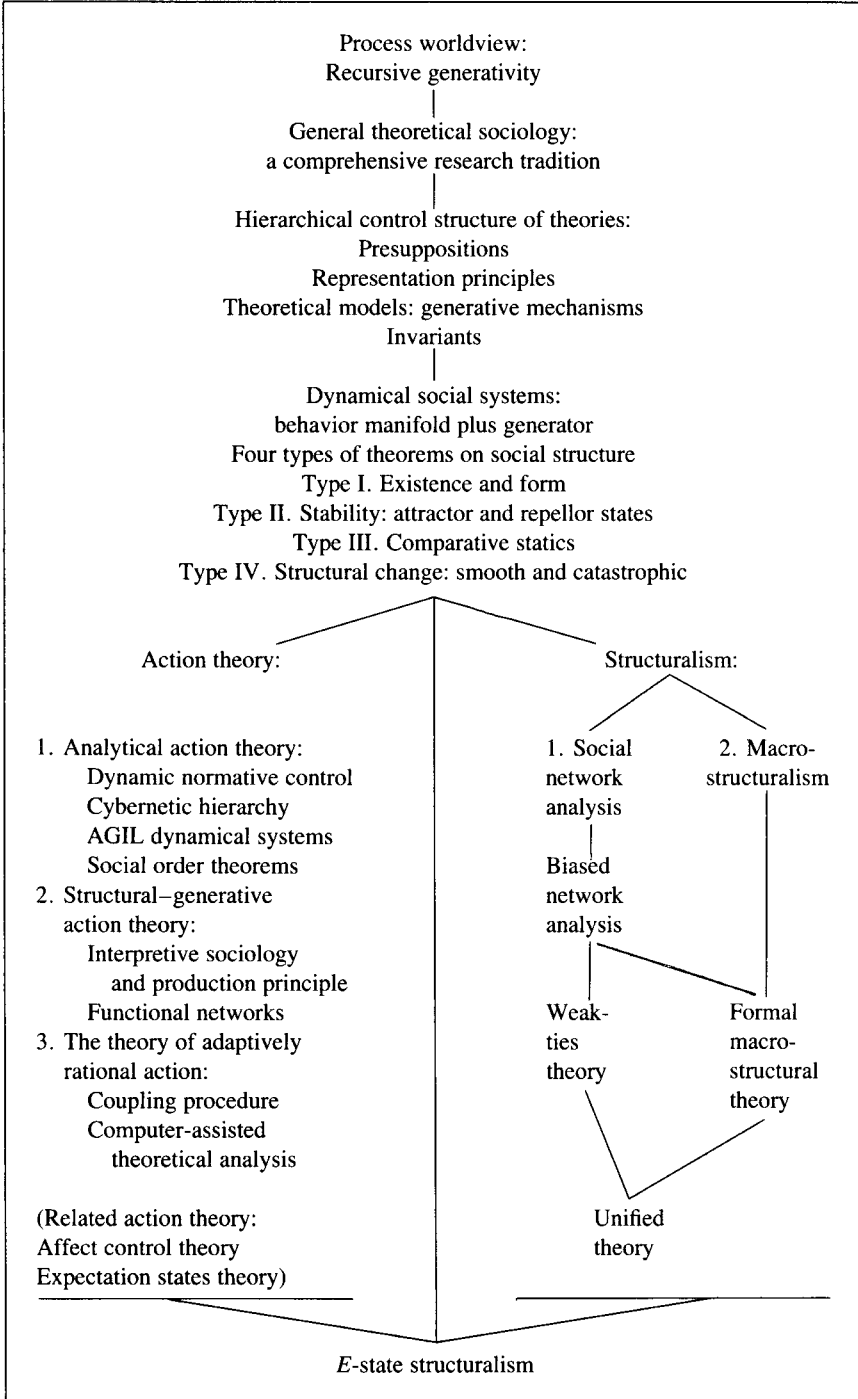 Process worldview:
Recursive generativity
General theoretical sociology:
a comprehensive research tradition
Hierarchical control structure of theories:
Presuppositions
Representation principles
Theoretical models: generative mechanisms
Invariants
Dynamical social systems:
behavior manifold plus generator
Four types of theorems on social structure
Type I. Existence and form
Type II. Stability: attractor and repellor states
Type III. Comparative statics
Type IV. Structural change: smooth and catastrophic
Action theory:
1. Analytical action theory:
Dynamic normative control
Cybernetic hierarchy
AGIL dynamical systems
Social order theorems
2. Structural–generative
action theory:
Interpretive sociology
and production principle
Functional networks
3. The theory of adaptively
rational action:
Coupling procedure
Computer-assisted
theoretical analysis
(Related action theory:
Affect control theory
Expectation states theory)
Structuralism:
1. Social
network
analysis
2. Macro-
structuralism
Biased
network
analysis
Weak-
ties
theory
Formal
macro-
structural
theory
Unified
theory
E-state structuralism